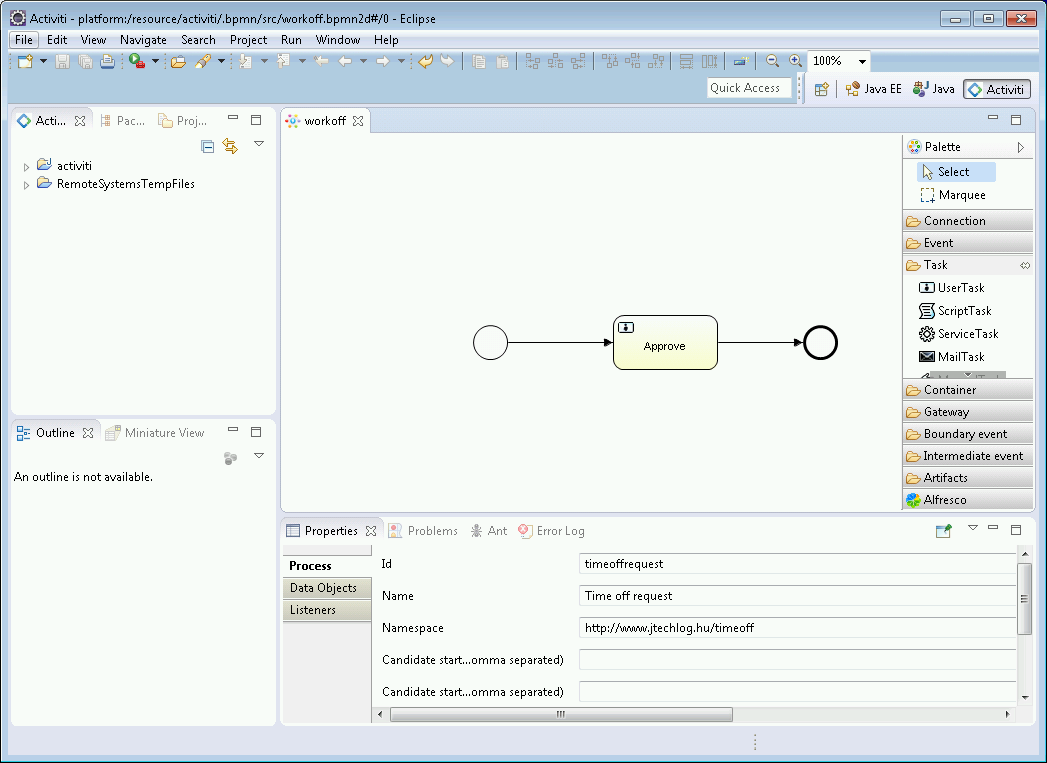 Activiti - platform:/resource/activiti/.bpmn/src/workoff.bpmn2d#/0 - Eclipse
File Edit View Navigate Search Project Run Window Help
100%
Quick Access Java EE Java Activiti
Acti... Pac... Proj...
activiti
RemoteSystemsTempFiles
workoff
Approve
Palette
Select
Marquee
Connection
Event
Task
UserTask
ScriptTask
ServiceTask
MailTask
Container
Gateway
Boundary event
Intermediate event
Artifacts
Alfresco
Outline Miniature View
An outline is not available.
Properties Problems Ant Error Log
Process
Data Objects
Listeners
Id timeoffrequest
Name Time off request
Namespace http://www.jtechlog.hu/timeoff
Candidate start...omma separated)
Candidate start...omma separated)